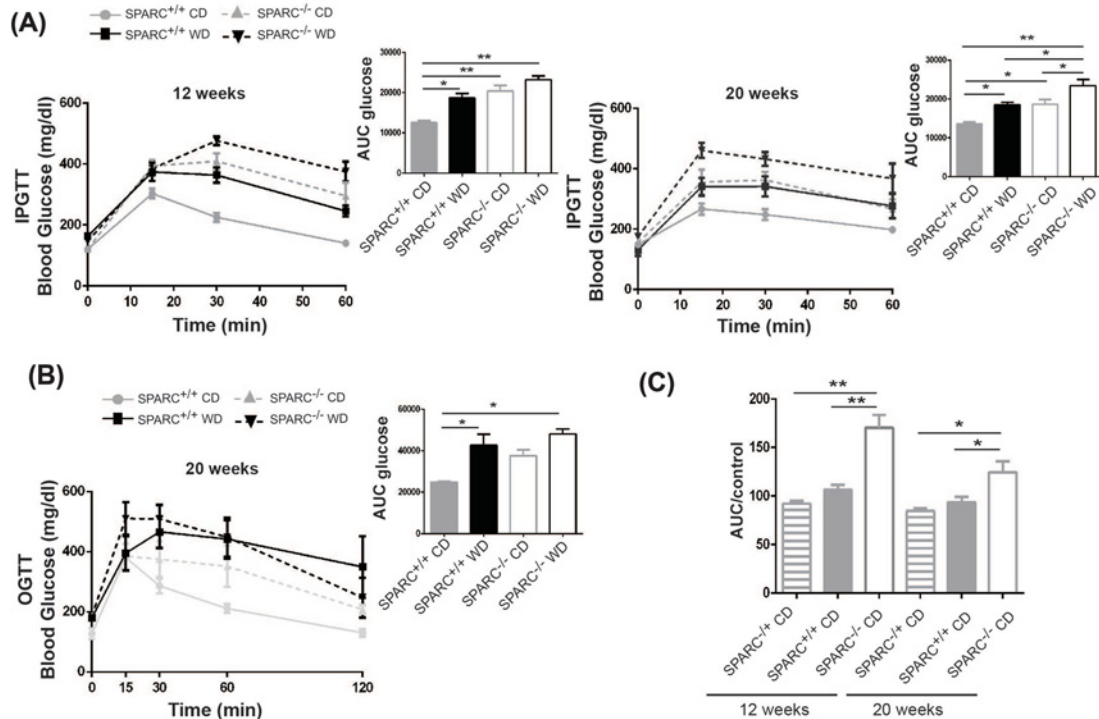 (A)
SPARC+/+ CD
SPARC-/- CD
SPARC+/+ WD
SPARC-/- WD
12 weeks
IPGTT
Blood Glucose (mg/dl)
600
400
200
0
0 10 20 30 40 50 60
Time (min)
AUC glucose
30000
20000
10000
0
SPARC+/+ CD
SPARC+/+ WD
SPARC-/- CD
SPARC-/- WD
*
**
**
20 weeks
IPGTT
Blood Glucose (mg/dl)
600
400
200
0
0 10 20 30 40 50 60
Time (min)
AUC glucose
30000
20000
10000
0
SPARC+/+ CD
SPARC+/+ WD
SPARC-/- CD
SPARC-/- WD
**
*
*
*
*
(B)
SPARC+/+ CD
SPARC-/- CD
SPARC+/+ WD
SPARC-/- WD
20 weeks
OGTT
Blood Glucose (mg/dl)
600
400
200
0
0 15 30 60 120
Time (min)
AUC glucose
60000
40000
20000
0
SPARC+/+ CD
SPARC+/+ WD
SPARC-/- CD
SPARC-/- WD
*
*
(C)
AUC/control
200
150
100
50
0
**
**
*
*
SPARC-/+ CD
SPARC+/+ CD
SPARC-/- CD
SPARC-/+ CD
SPARC+/+ CD
SPARC-/- CD
12 weeks
20 weeks